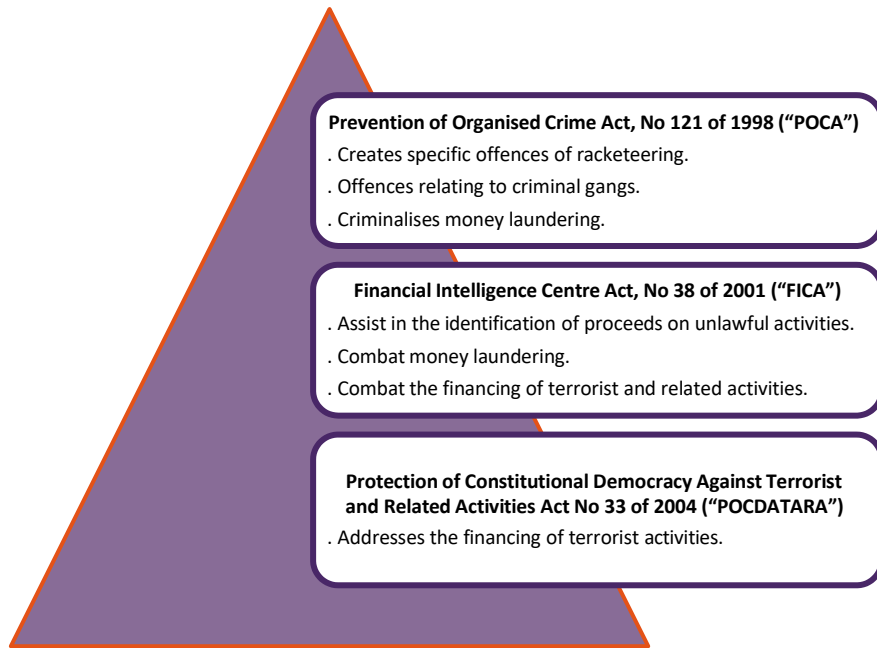 Prevention of Organised Crime Act, No 121 of 1998 (“POCA”)
. Creates specific offences of racketeering.
. Offences relating to criminal gangs.
. Criminalises money laundering.
Financial Intelligence Centre Act, No 38 of 2001 (“FICA”)
. Assist in the identification of proceeds on unlawful activities.
. Combat money laundering.
. Combat the financing of terrorist and related activities.
Protection of Constitutional Democracy Against Terrorist
and Related Activities Act No 33 of 2004 (“POCDATARA”)
. Addresses the financing of terrorist activities.